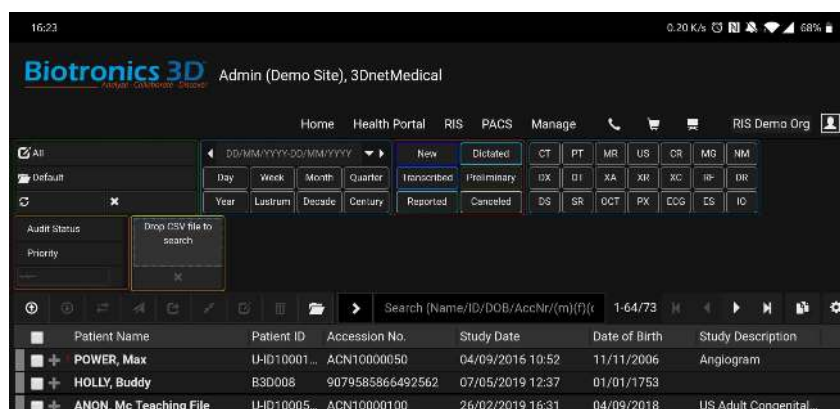 16:23
0.20 K/s
68%
Biotronics 3D
Analyse Collaborate Discover
Admin (Demo Site), 3DnetMedical
Home Health Portal RIS PACS Manage RIS Demo Org
All
DD/MM/YYYY-DD/MM/YYYY
New Dictated
CT PT MR US CR MG NM
Default
Day Week Month Quarter
Transcribed Preliminary
DX OT XA XR XC RF DR
Year Lustrum Decade Century
Reported Canceled
DS SR OCT PX ECG ES IO
Audit Status
Priority
Drop CSV file to
search
Search (Name/ID/DOB/AccNr/(m)(f)(
1-64/73
Patient Name Patient ID Accession No. Study Date Date of Birth Study Description
POWER, Max U-ID10001... ACN10000050 04/09/2016 10:52 11/11/2006 Angiogram
HOLLY, Buddy B3D008 9079585866492562 07/05/2019 12:37 01/01/1753
ANON, Mc Teaching File U-ID10005... ACN10000100 26/02/2019 16:31 04/09/2018 US Adult Congenital...